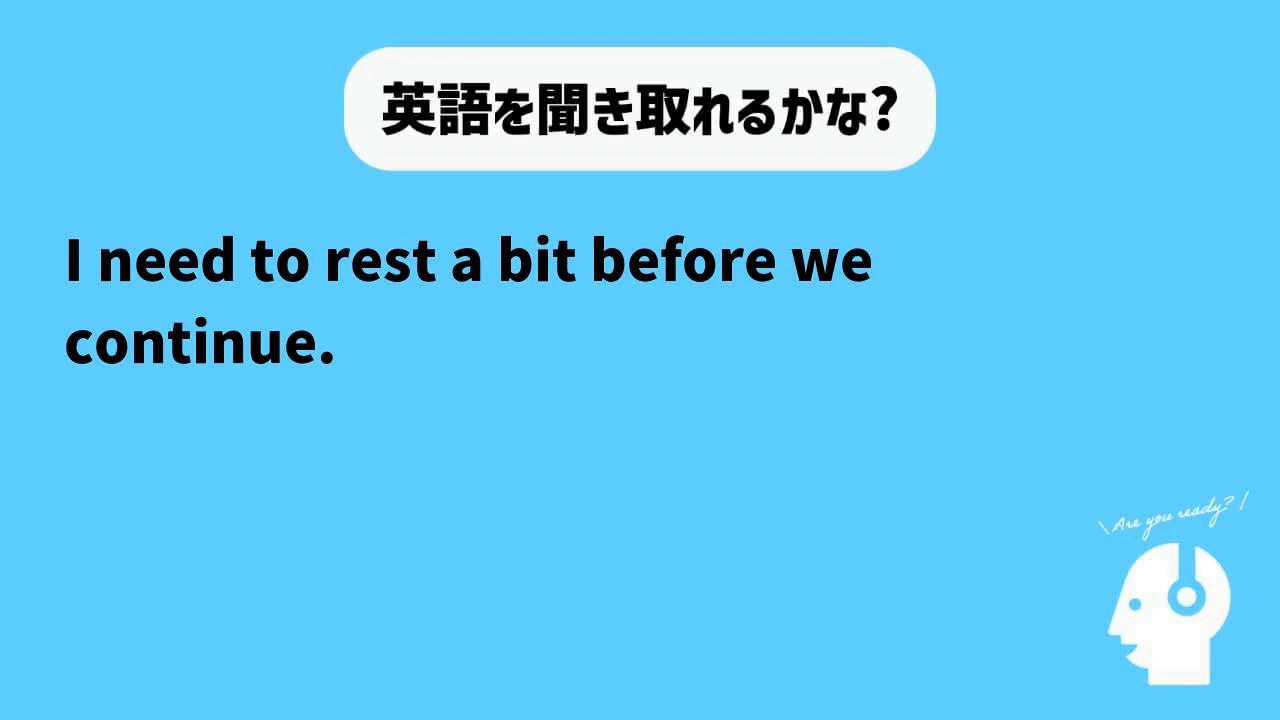 英語を聞き取れるかな?
I need to rest a bit before we
continue.
\ Are you ready? /